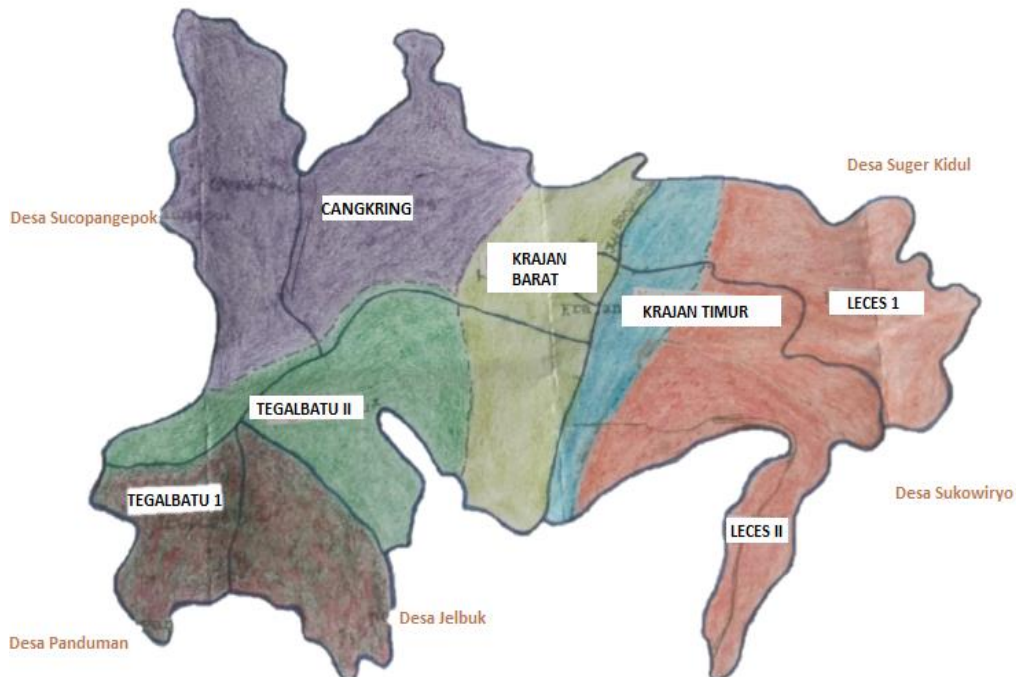 Desa Suger Kidul
Desa Sucopangepok
CANGKRING
KRAJAN
BARAT
KRAJAN TIMUR
LECES 1
TEGALBATU II
TEGALBATU 1
Desa Sukowiryo
LECES II
Desa Jelbuk
Desa Panduman